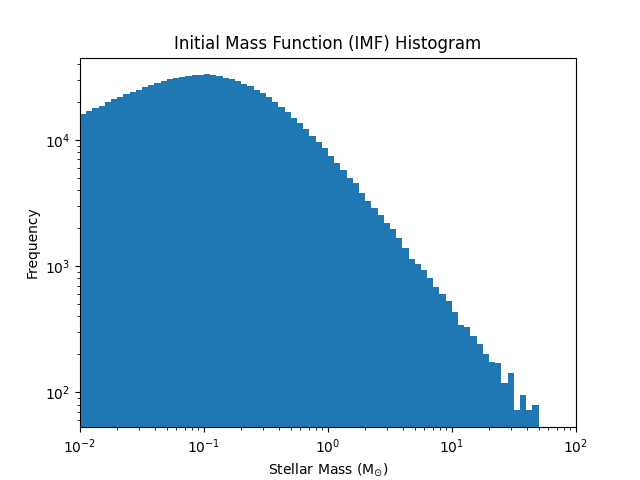 Initial Mass Function (IMF) Histogram
10⁴
10³
10²
Frequency
10⁻² 10⁻¹ 10⁰ 10¹ 10²
Stellar Mass (M☉)